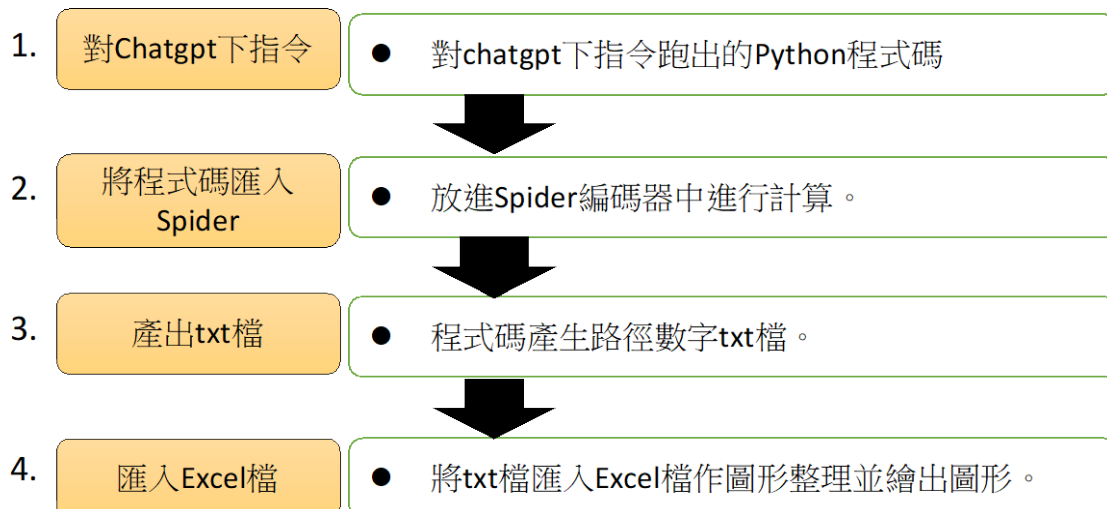 1. 對Chatgpt下指令
● 對chatgpt下指令跑出的Python程式碼
2. 將程式碼匯入
Spider
● 放進Spider編碼器中進行計算。
3. 產出txt檔
● 程式碼產生路徑數字txt檔。
4. 匯入Excel檔
● 將txt檔匯入Excel檔作圖形整理並繪出圖形。